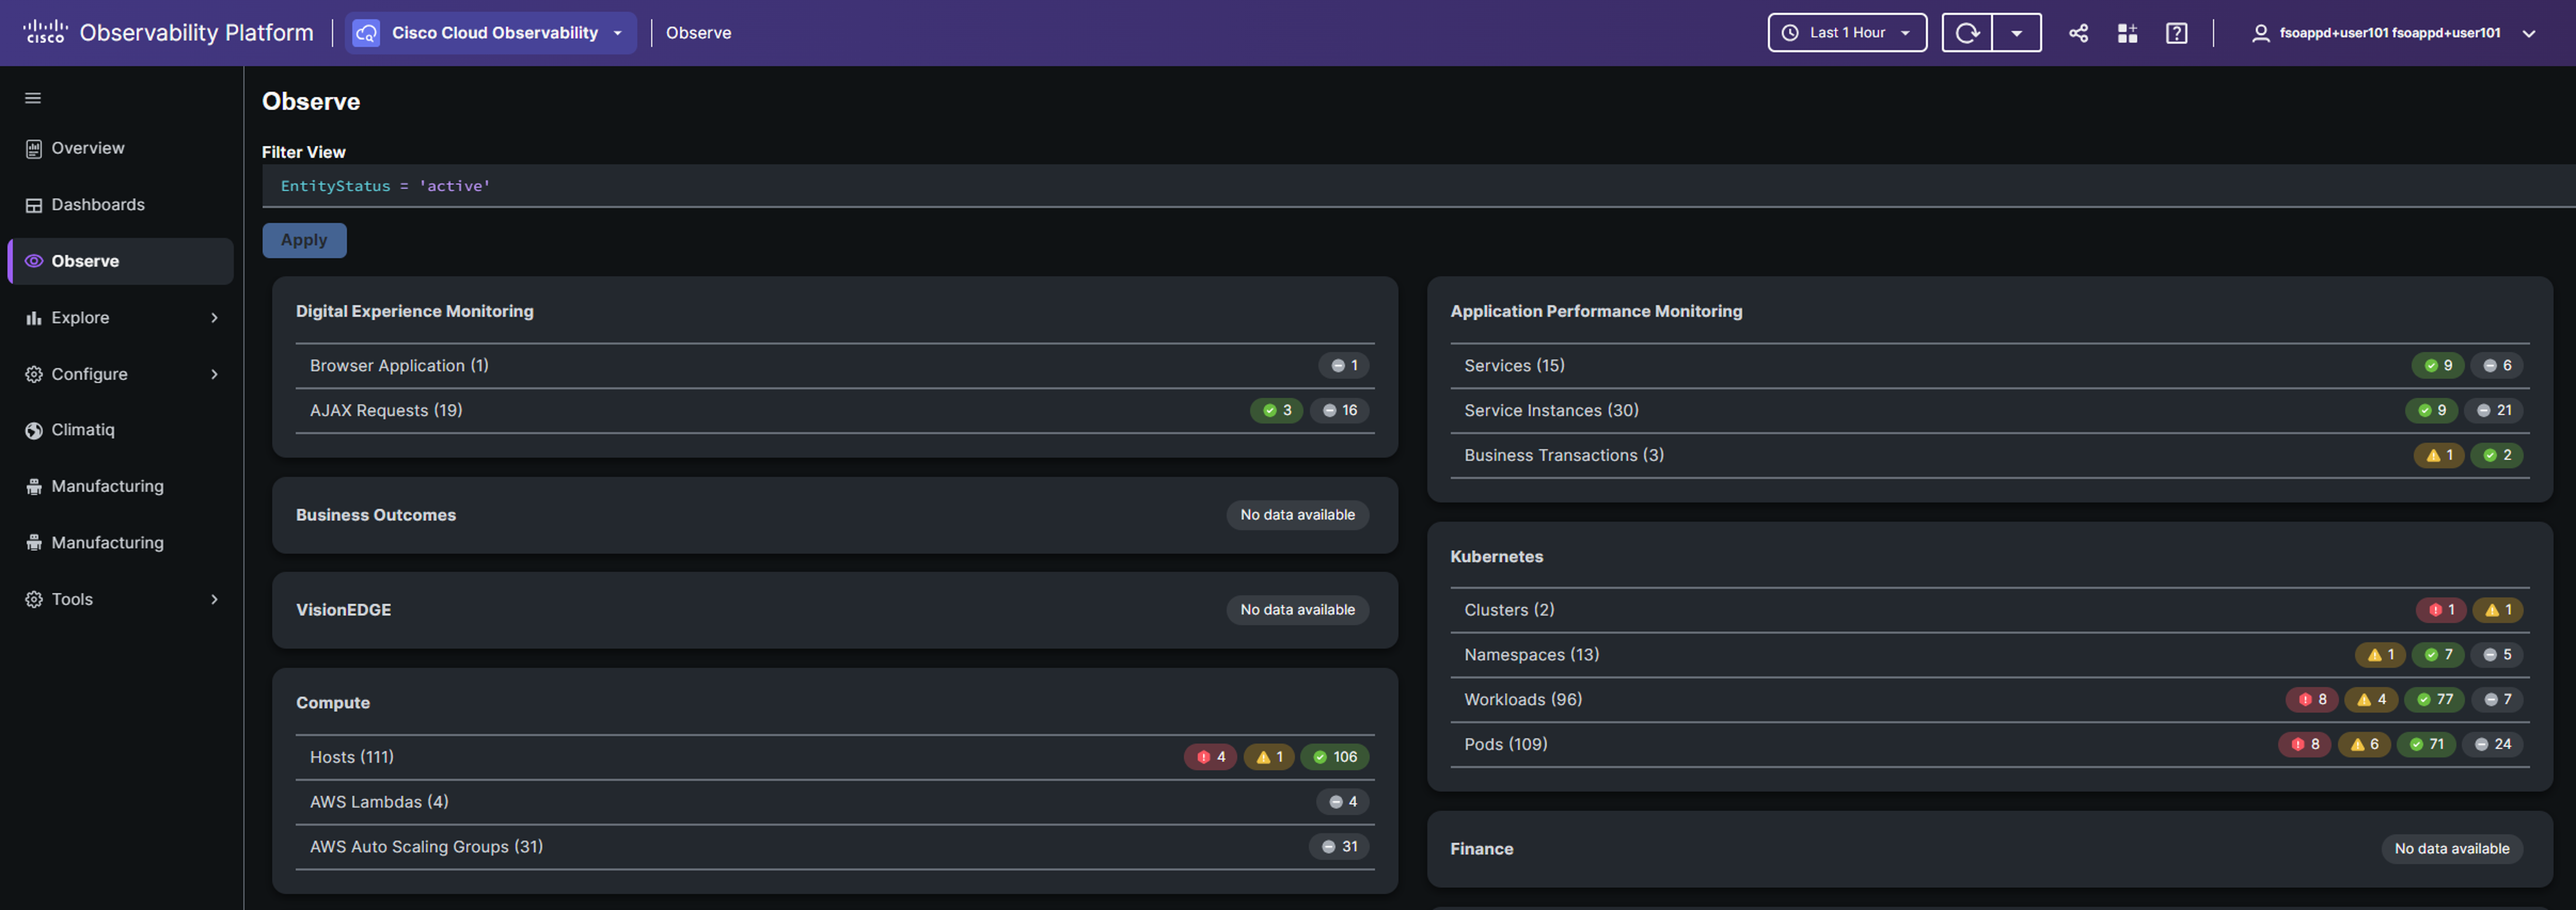 CISCO Observability Platform Cisco Cloud Observability Observe Last 1 Hour fsoappd+user101 fsoappd+user101
Overview
Dashboards
Observe
Explore
Configure
Climatiq
Manufacturing
Manufacturing
Tools
Observe
Filter View
EntityStatus = 'active'
Apply
Digital Experience Monitoring
Browser Application (1) 1
AJAX Requests (19) 3 16
Business Outcomes No data available
VisionEDGE No data available
Compute
Hosts (111) 4 1 106
AWS Lambdas (4) 4
AWS Auto Scaling Groups (31) 31
Application Performance Monitoring
Services (15) 9 6
Service Instances (30) 9 21
Business Transactions (3) 1 2
Kubernetes
Clusters (2) 1 1
Namespaces (13) 1 7 5
Workloads (96) 8 4 77 7
Pods (109) 8 6 71 24
Finance No data available